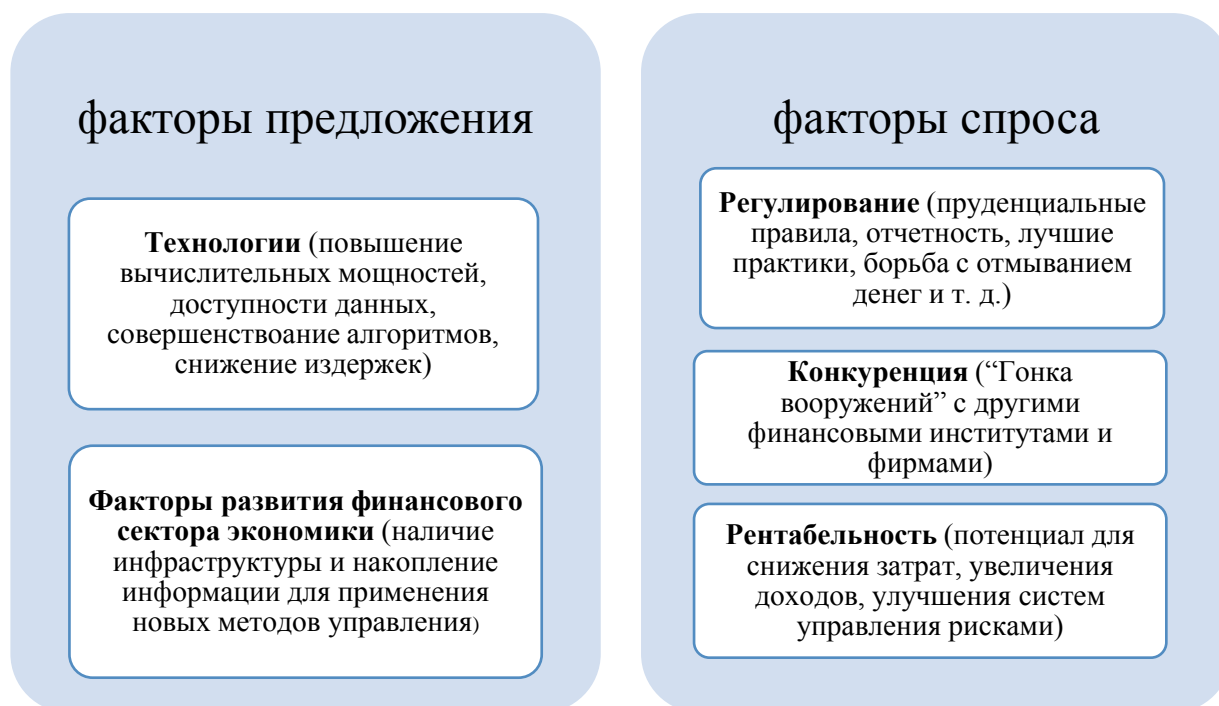 факторы предложения
Технологии (повышение
вычислительных мощностей,
доступности данных,
совершенствоание алгоритмов,
снижение издержек)
Факторы развития финансового
сектора экономики (наличие
инфраструктуры и накопление
информации для применения
новых методов управления)
факторы спроса
Регулирование (пруденциальные
правила, отчетность, лучшие
практики, борьба с отмыванием
денег и т. д.)
Конкуренция (“Гонка
вооружений” с другими
финансовыми институтами и
фирмами)
Рентабельность (потенциал для
снижения затрат, увеличения
доходов, улучшения систем
управления рисками)